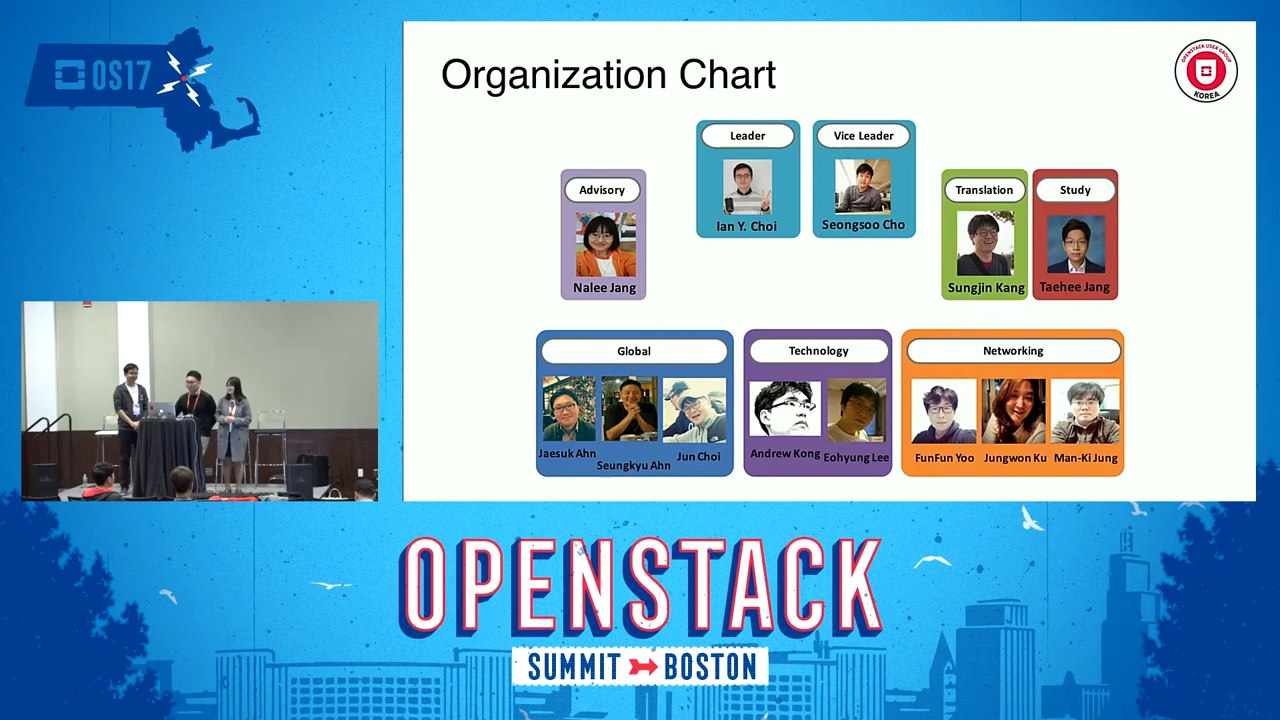 OS17
Organization Chart
OPENSTACK USER GROUP
KOREA
Leader
Vice Leader
Ian Y. Choi
Seongsoo Cho
Advisory
Nalee Jang
Translation
Study
Sungjin Kang
Taehee Jang
Global
Jaesuk Ahn
Seungkyu Ahn
Jun Choi
Technology
Andrew Kong
Eohyung Lee
Networking
FunFun Yoo
Jungwon Ku
Man-Ki Jung
OPENSTACK
SUMMIT BOSTON